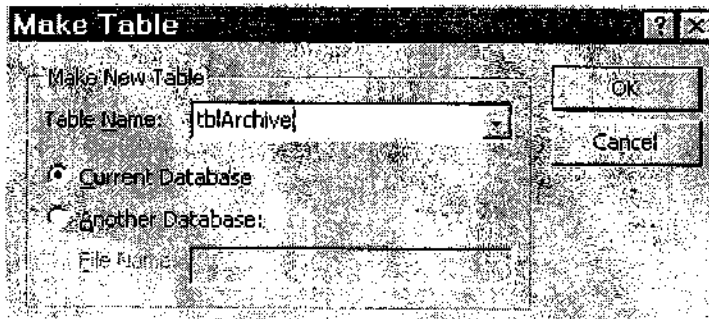 Make Table
Make New Table
Table Name: tblArchive
OK
Cancel
Current Database
Another Database:
File Name: